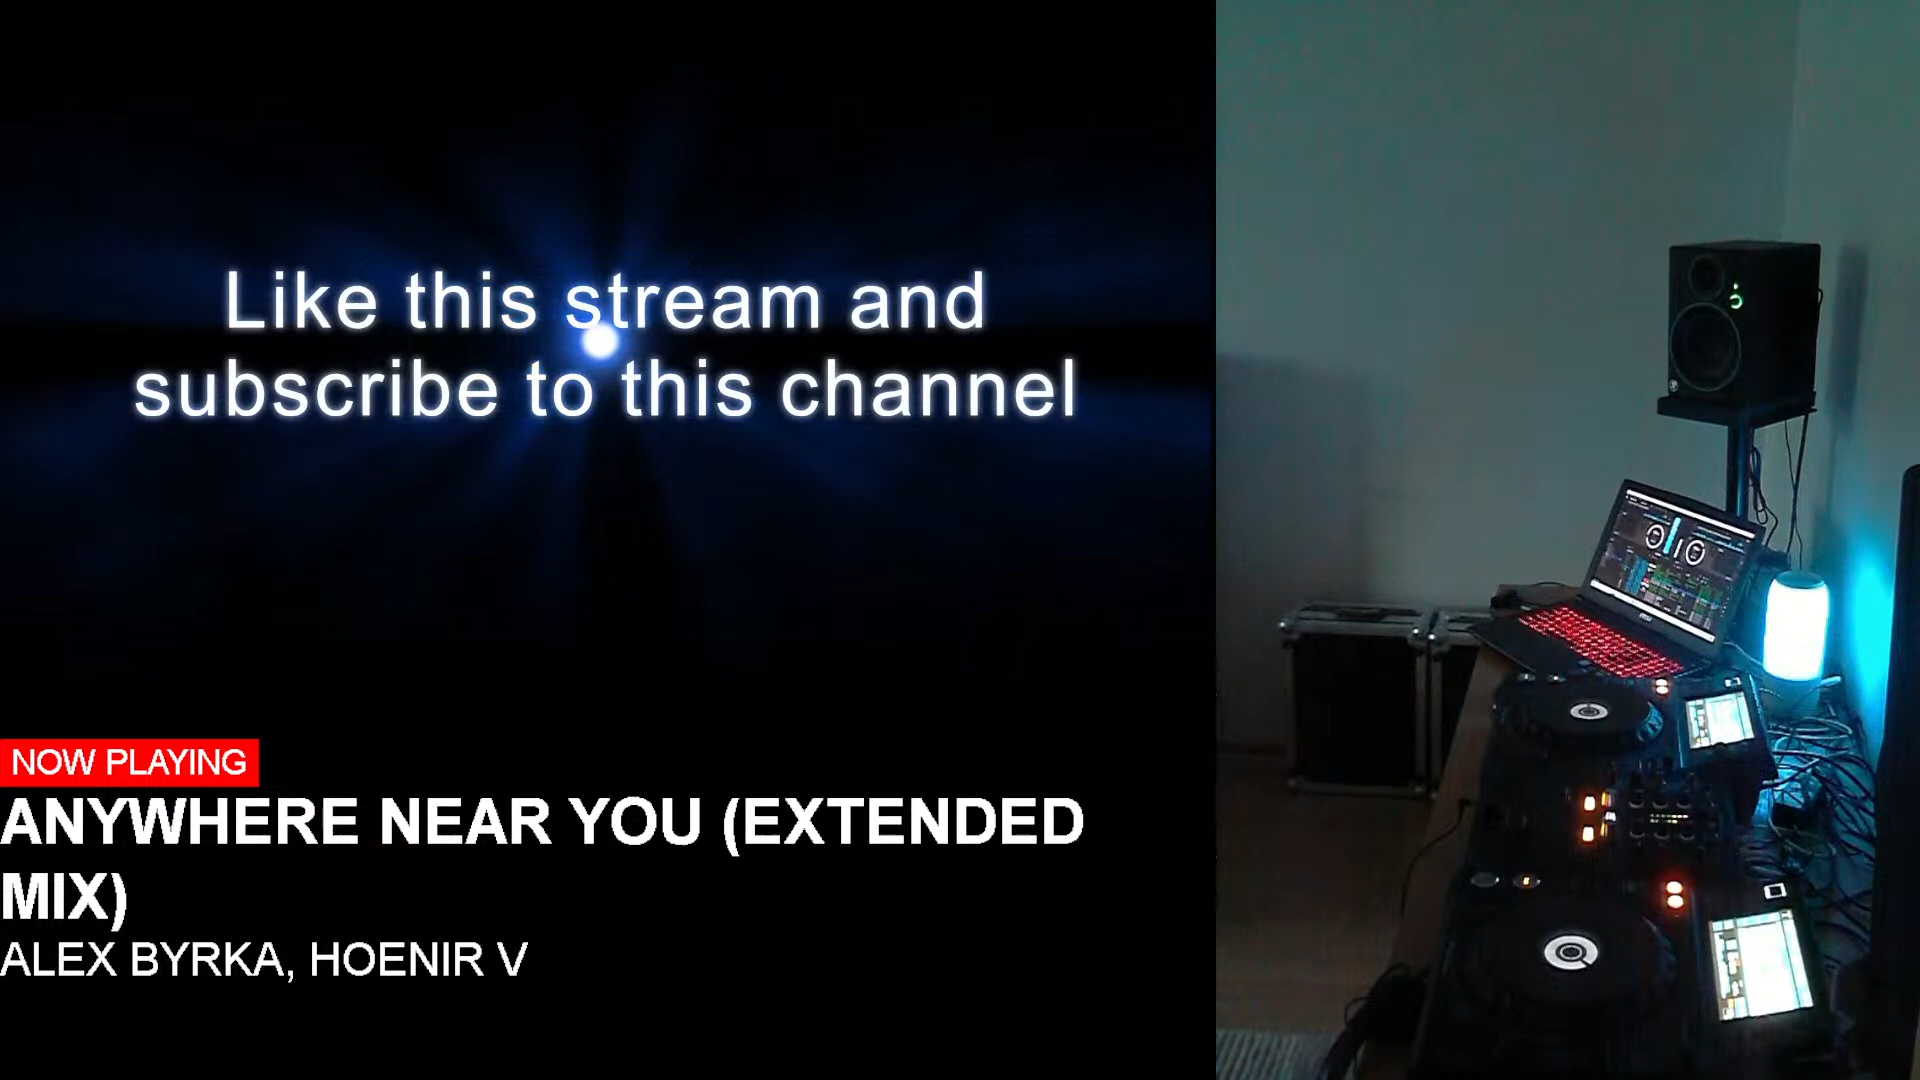 Like this stream and
subscribe to this channel
NOW PLAYING
ANYWHERE NEAR YOU (EXTENDED
MIX)
ALEX BYRKA, HOENIR V